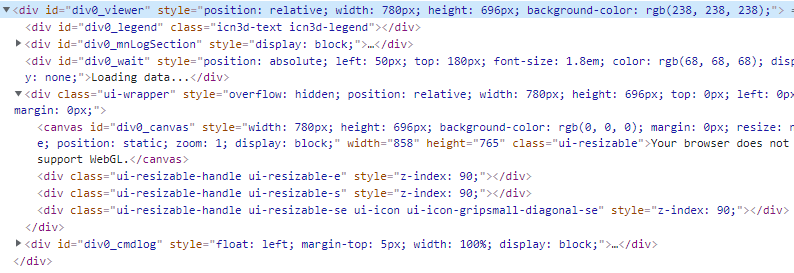 ▼<div id="div0_viewer" style="position: relative; width: 780px; height: 696px; background-color: rgb(238, 238, 238);"> =
<div id="div0_legend" class="icn3d-text icn3d-legend"></div>
▶<div id="div0_mnLogSection" style="display: block;">…</div>
<div id="div0_wait" style="position: absolute; left: 50px; top: 180px; font-size: 1.8em; color: rgb(68, 68, 68); disp
y: none;">Loading data...</div>
▼<div class="ui-wrapper" style="overflow: hidden; position: relative; width: 780px; height: 696px; top: 0px; left: 0px
margin: 0px;">
<canvas id="div0_canvas" style="width: 780px; height: 696px; background-color: rgb(0, 0, 0); margin: 0px; resize: n
e; position: static; zoom: 1; display: block;" width="858" height="765" class="ui-resizable">Your browser does not
support WebGL.</canvas>
<div class="ui-resizable-handle ui-resizable-e" style="z-index: 90;"></div>
<div class="ui-resizable-handle ui-resizable-s" style="z-index: 90;"></div>
<div class="ui-resizable-handle ui-resizable-se ui-icon ui-icon-gripsmall-diagonal-se" style="z-index: 90;"></div>
</div>
▶<div id="div0_cmdlog" style="float: left; margin-top: 5px; width: 100%; display: block;">…</div>
</div>